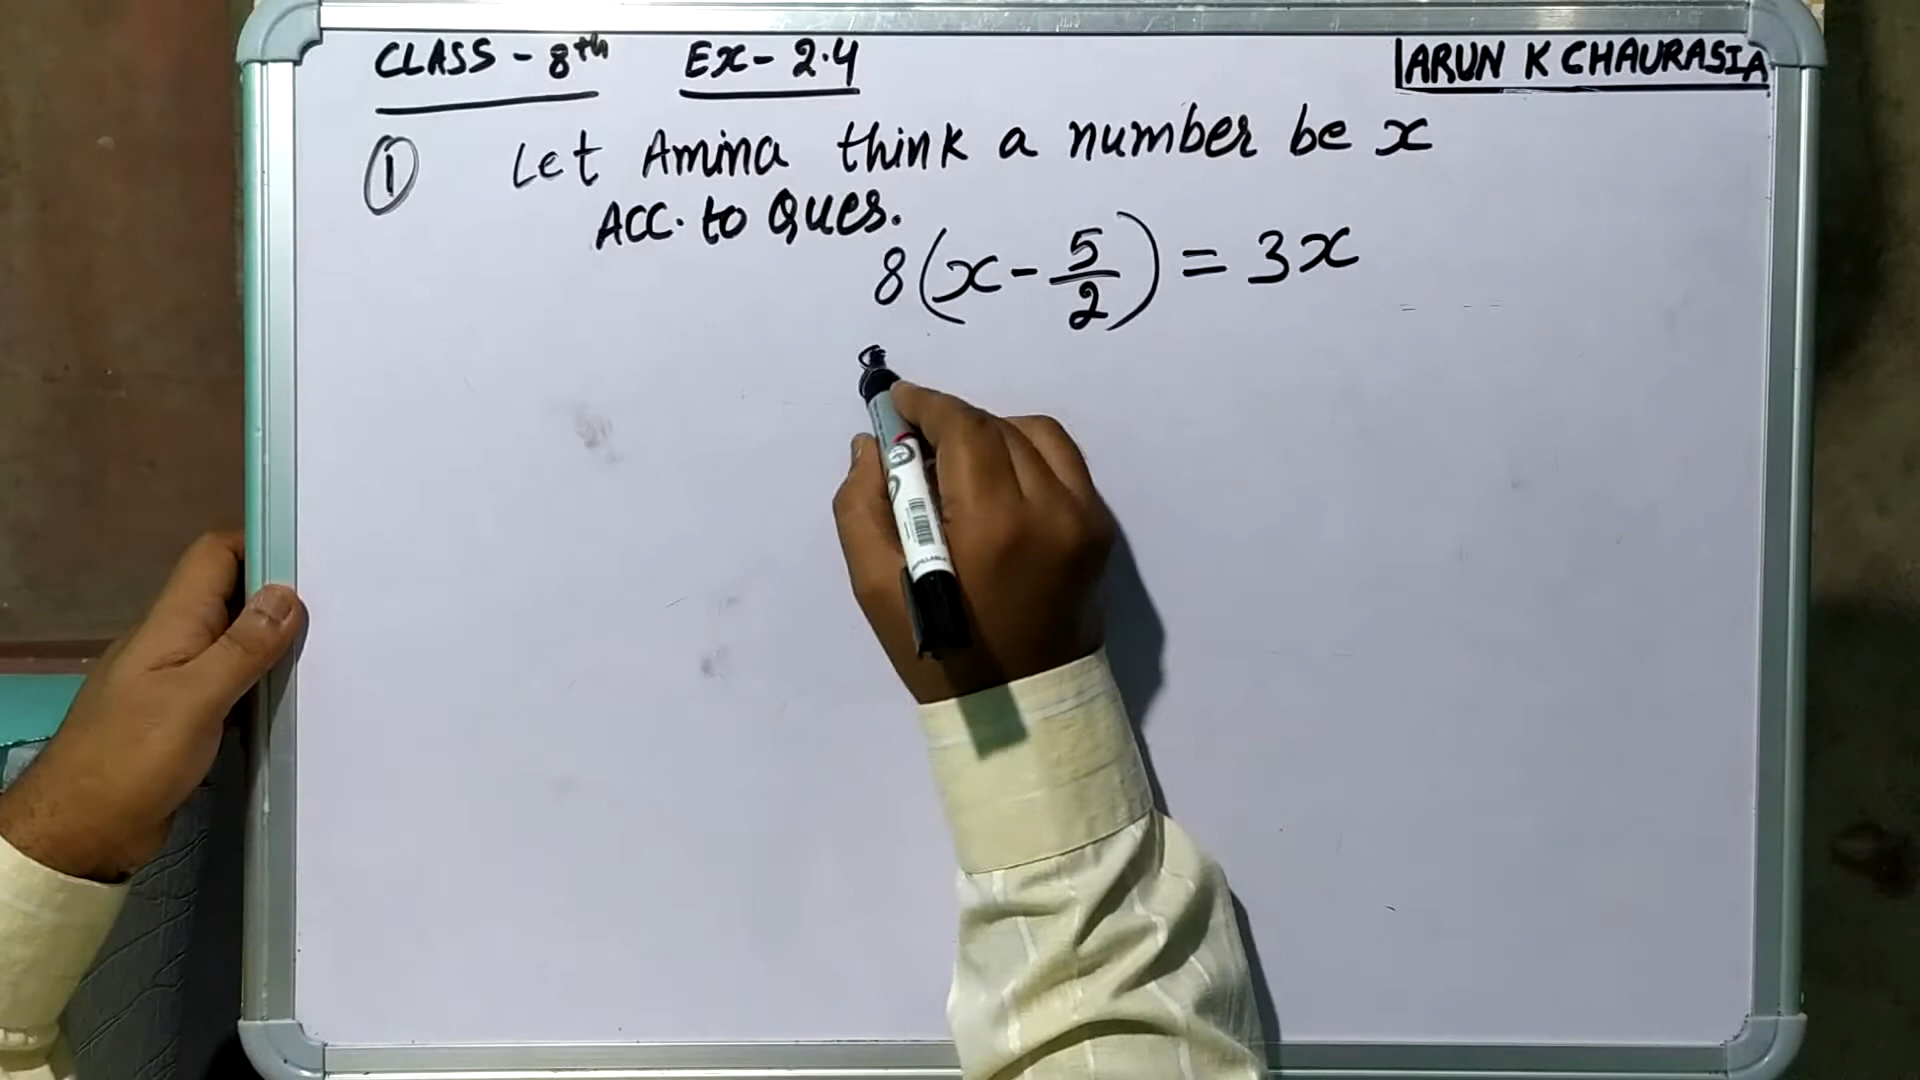 CLASS - 8th EX- 2.4 TARUN K CHAURASIA
① Let Amina think a number be x
ACC. to Ques.
8(x - 5/2) = 3x